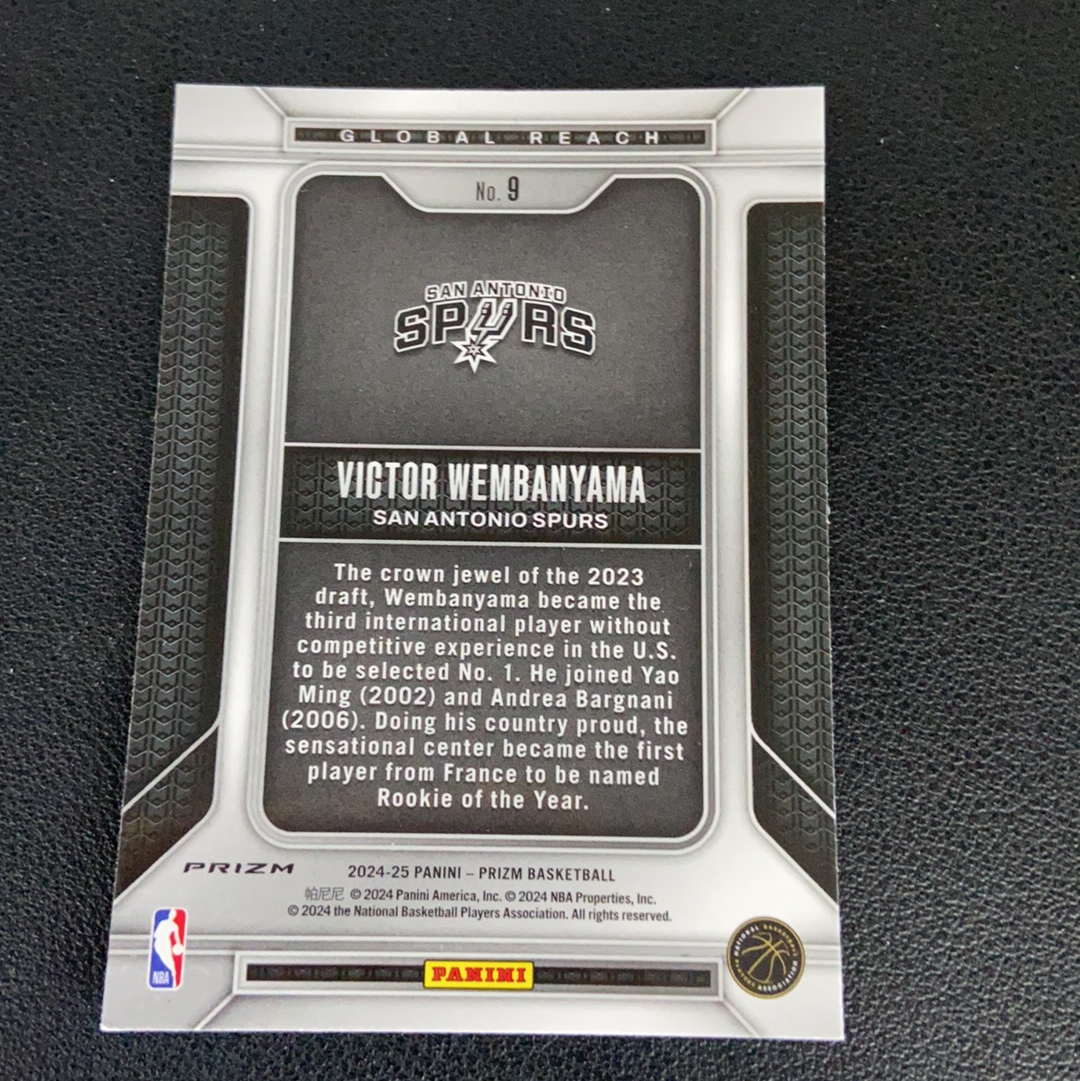 GLOBAL REACH
No. 9
SAN ANTONIO
SPURS
VICTOR WEMBANYAMA
SAN ANTONIO SPURS
The crown jewel of the 2023
draft, Wembanyama became the
third international player without
competitive experience in the U.S.
to be selected No. 1. He joined Yao
Ming (2002) and Andrea Bargnani
(2006). Doing his country proud, the
sensational center became the first
player from France to be named
Rookie of the Year.
PRIZM
2024-25 PANINI – PRIZM BASKETBALL
帕尼尼 © 2024 Panini America, Inc. © 2024 NBA Properties, Inc.
© 2024 the National Basketball Players Association. All rights reserved.
NBA
PANINI
NATIONAL BASKETBALL
PLAYERS ASSOCIATION